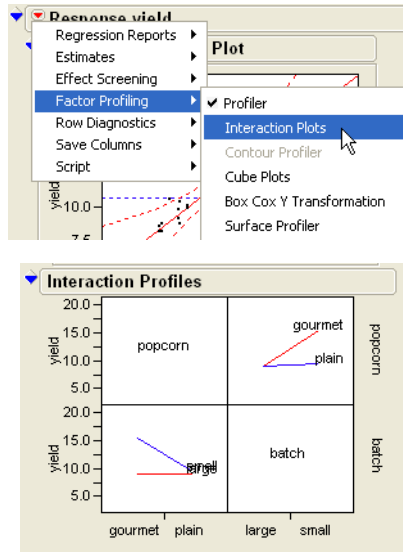 Response yield
Regression Reports
Plot
Estimates
Effect Screening
Factor Profiling
Profiler
Row Diagnostics
Interaction Plots
Save Columns
Contour Profiler
Script
Cube Plots
yield
10.0
Box Cox Y Transformation
7.5
Surface Profiler
Interaction Profiles
20.0
15.0
10.0
5.0
yield
popcorn
gourmet
plain
popcorn
20.0
15.0
10.0
5.0
yield
small
large
batch
batch
gourmet plain large small